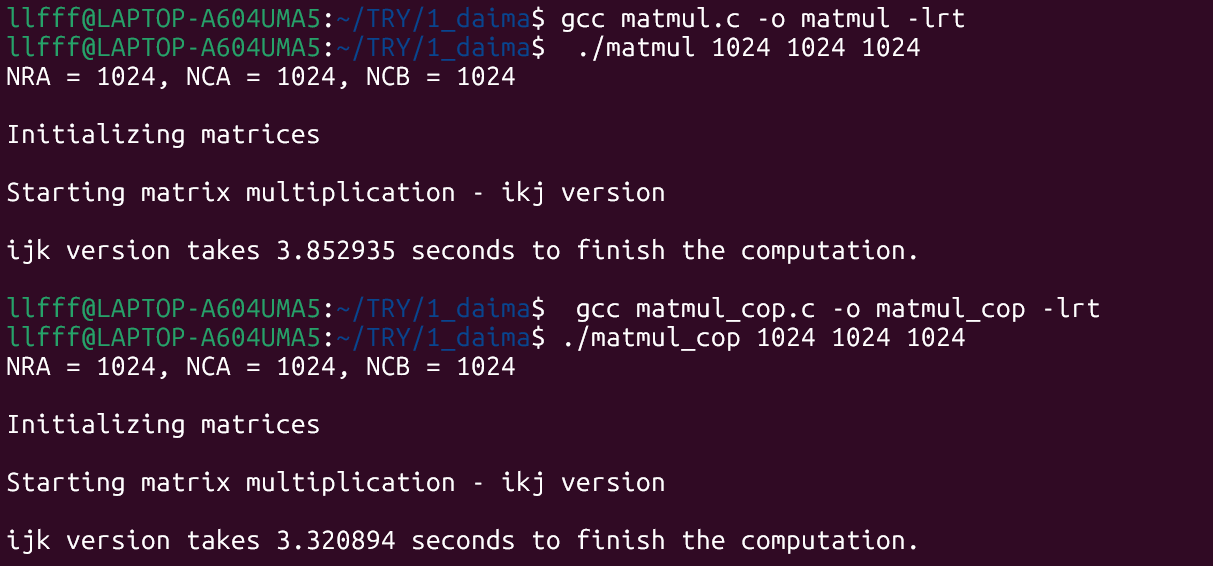 llfff@LAPTOP-A604UMA5:~/TRY/1_daima$ gcc matmul.c -o matmul -lrt
llfff@LAPTOP-A604UMA5:~/TRY/1_daima$  ./matmul 1024 1024 1024
NRA = 1024, NCA = 1024, NCB = 1024
Initializing matrices
Starting matrix multiplication - ikj version
ijk version takes 3.852935 seconds to finish the computation.
llfff@LAPTOP-A604UMA5:~/TRY/1_daima$  gcc matmul_cop.c -o matmul_cop -lrt
llfff@LAPTOP-A604UMA5:~/TRY/1_daima$ ./matmul_cop 1024 1024 1024
NRA = 1024, NCA = 1024, NCB = 1024
Initializing matrices
Starting matrix multiplication - ikj version
ijk version takes 3.320894 seconds to finish the computation.